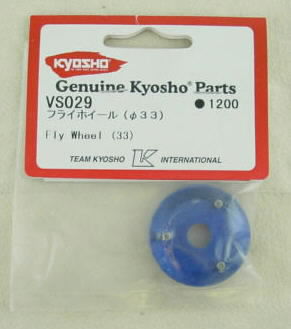 KYOSHO
Genuine Kyosho® Parts
VS029 ●1200
フライホイール (φ33)
Fly Wheel (33)
TEAM KYOSHO K INTERNATIONAL